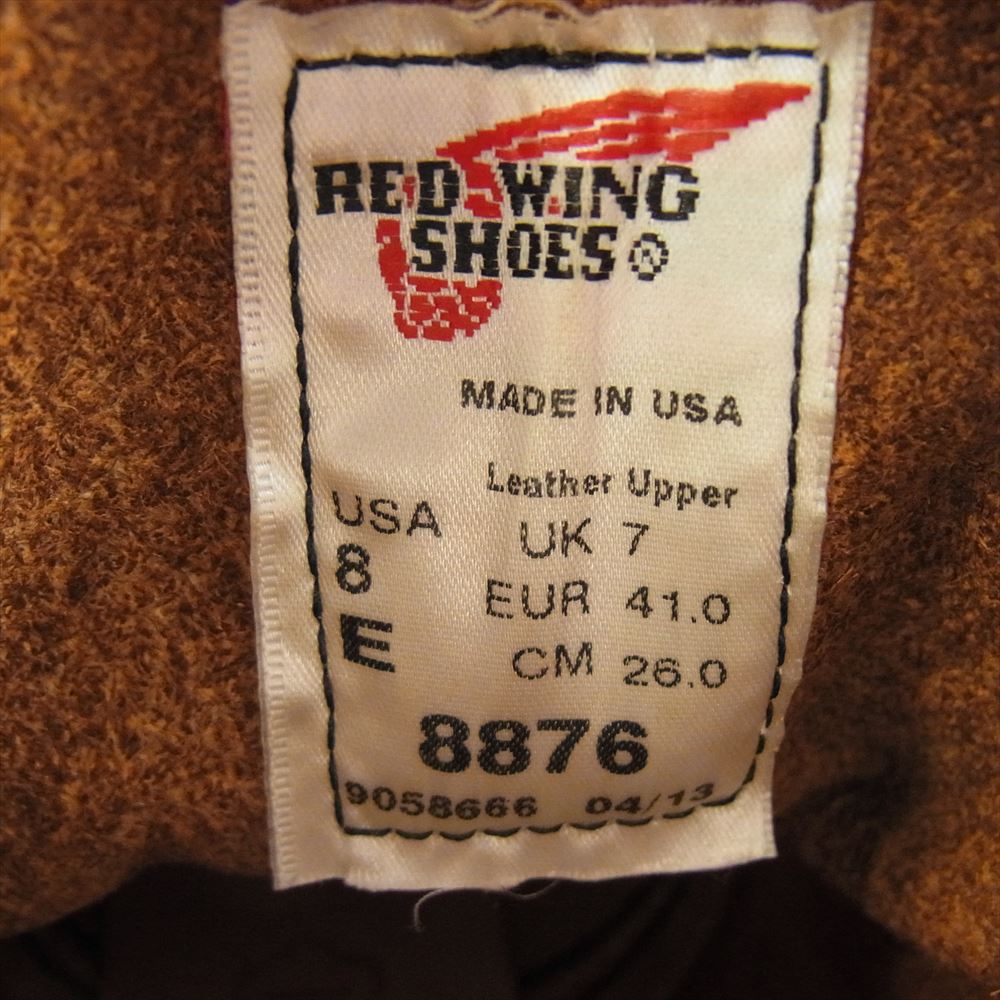 RED WING
SHOES®
MADE IN USA
Leather Upper
USA
8
E
UK 7
EUR 41.0
CM 26.0
8876
9058666 04/13